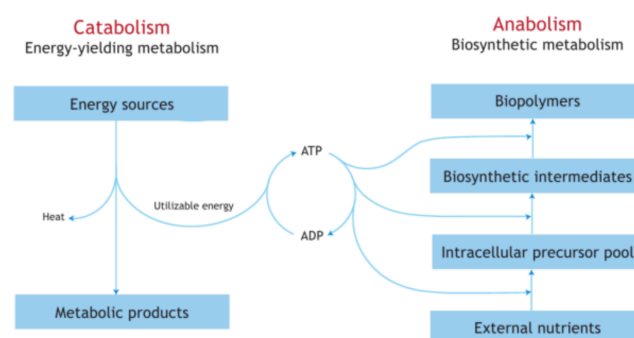 Catabolism
Energy-yielding metabolism
Anabolism
Biosynthetic metabolism
Energy sources
Heat
Utilizable energy
Metabolic products
ATP
ADP
Biopolymers
Biosynthetic intermediates
Intracellular precursor pool
External nutrients